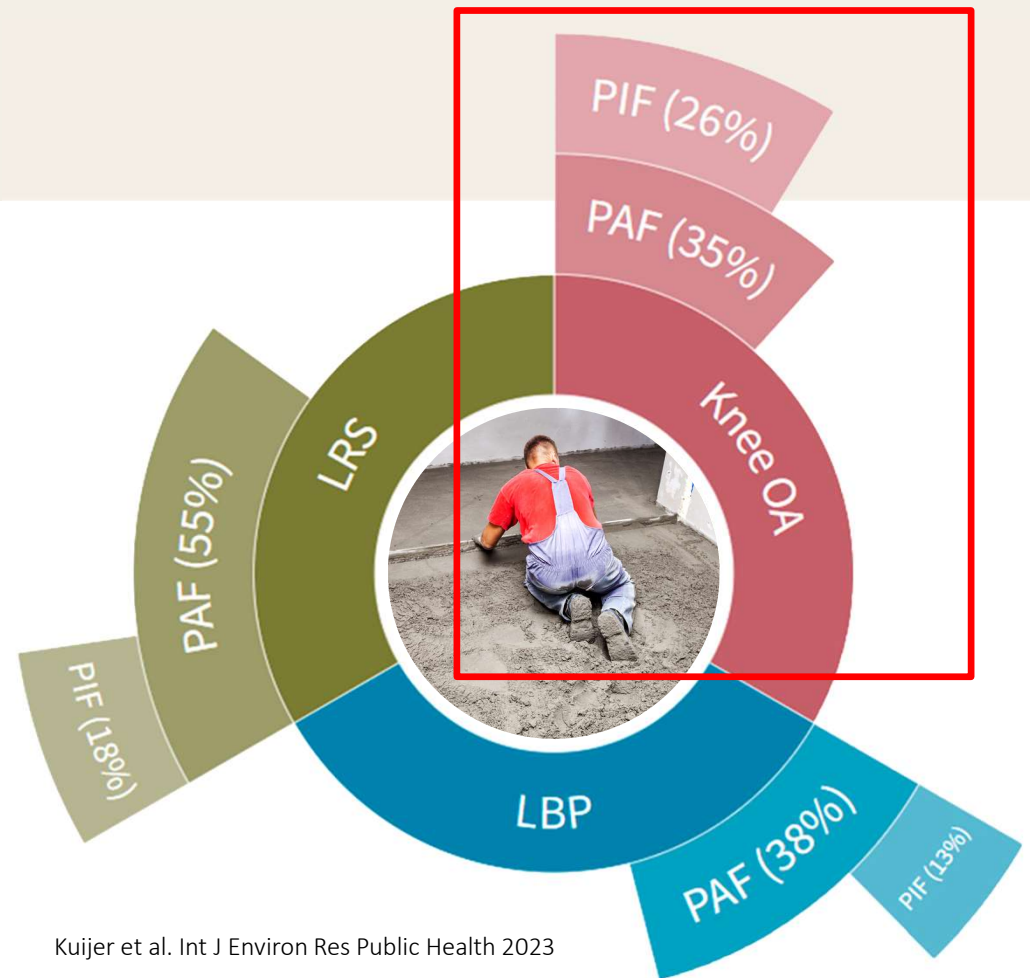 PIF (26%)
PAF (35%)
Knee OA
LRS
PAF (55%)
PIF (18%)
LBP
PAF (38%)
PIF (13%)
Kuijer et al. Int J Environ Res Public Health 2023